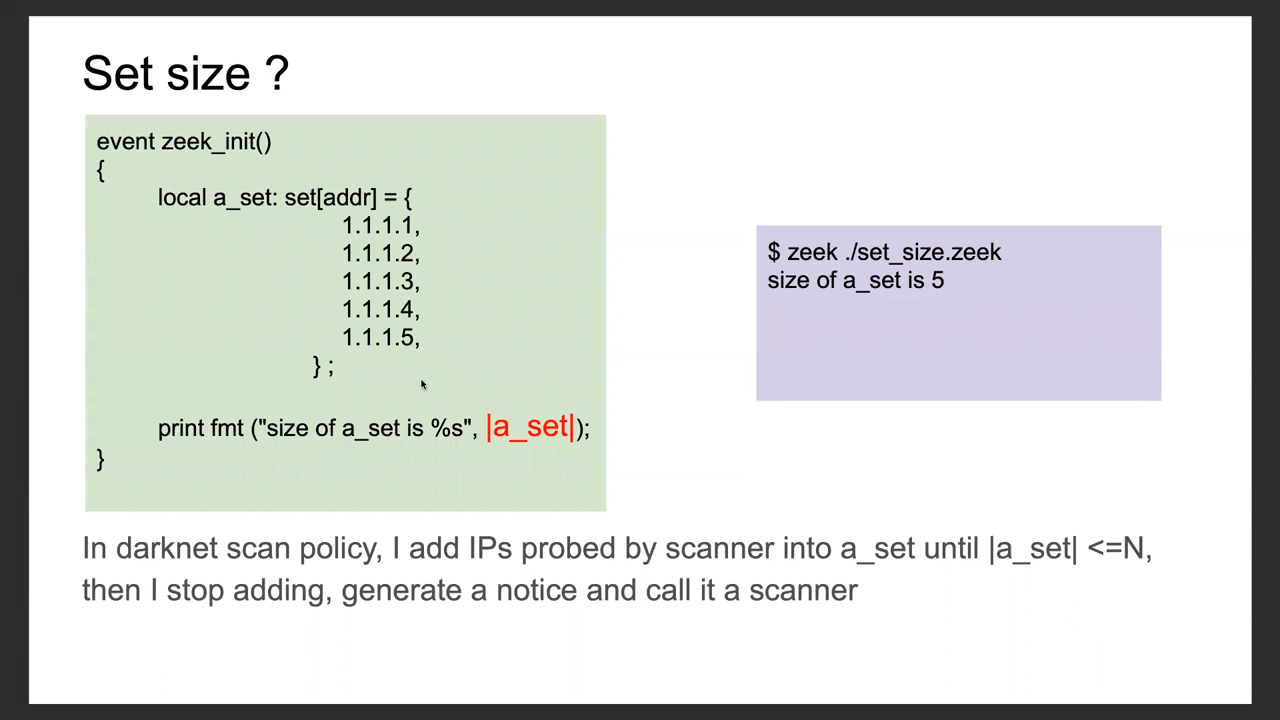 Set size ?
event zeek_init()
{
local a_set: set[addr] = {
1.1.1.1,
1.1.1.2,
1.1.1.3,
1.1.1.4,
1.1.1.5,
} ;
print fmt ("size of a_set is %s", |a_set|);
}
$ zeek ./set_size.zeek
size of a_set is 5
In darknet scan policy, I add IPs probed by scanner into a_set until |a_set| <=N,
then I stop adding, generate a notice and call it a scanner